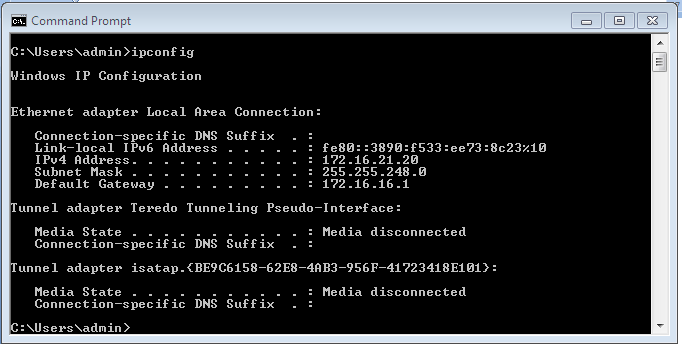 Command Prompt
C:\Users\admin>ipconfig
Windows IP Configuration
Ethernet adapter Local Area Connection:
   Connection-specific DNS Suffix  . :
   Link-local IPv6 Address . . . . . : fe80::3890:f533:ee73:8c23%10
   IPv4 Address. . . . . . . . . . . : 172.16.21.20
   Subnet Mask . . . . . . . . . . . : 255.255.248.0
   Default Gateway . . . . . . . . . : 172.16.16.1
Tunnel adapter Teredo Tunneling Pseudo-Interface:
   Media State . . . . . . . . . . . : Media disconnected
   Connection-specific DNS Suffix  . :
Tunnel adapter isatap.{BE9C6158-62E8-4AB3-956F-41723418E101}:
   Media State . . . . . . . . . . . : Media disconnected
   Connection-specific DNS Suffix  . :
C:\Users\admin>